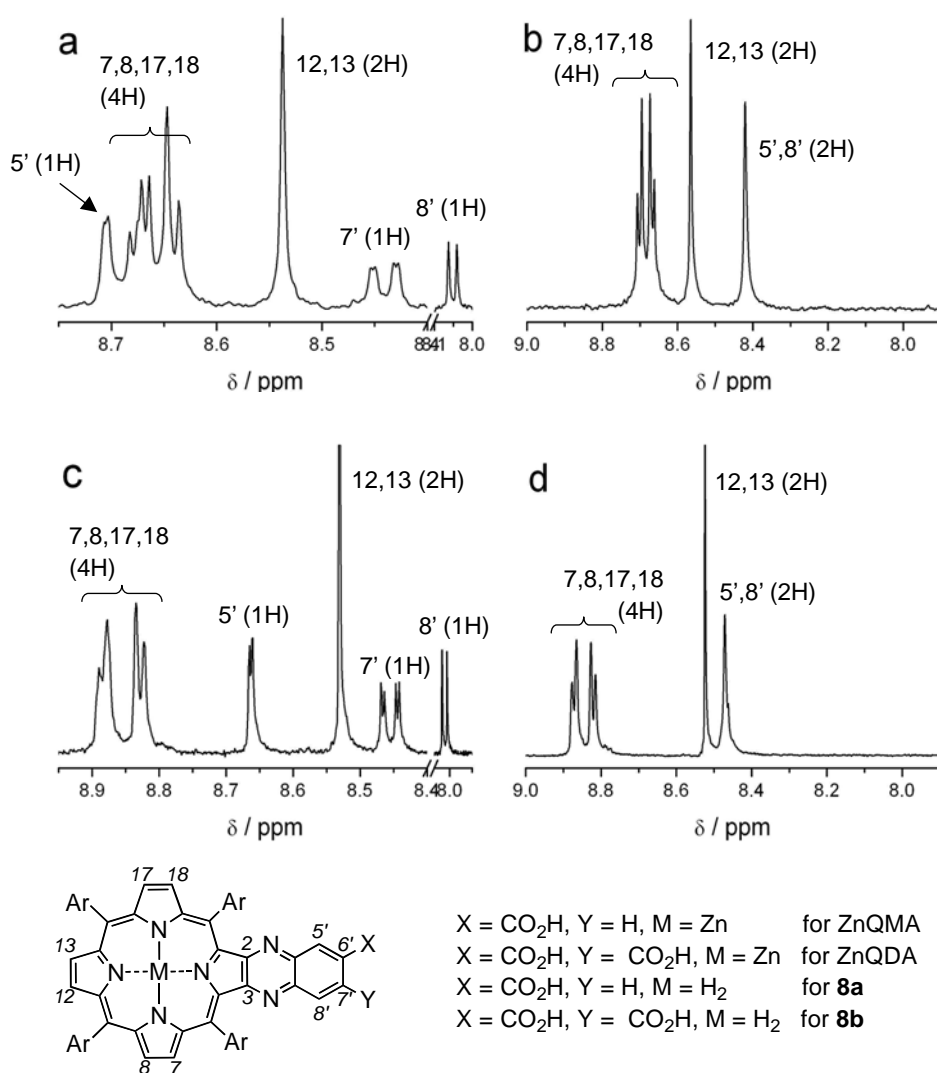 a
7,8,17,18
(4H)
5’ (1H)
12,13 (2H)
7’ (1H)
8’ (1H)
8.7 8.6 8.5 8.0
δ / ppm
b
7,8,17,18
(4H)
12,13 (2H)
5’,8’ (2H)
9.0 8.8 8.6 8.4 8.2 8.0
δ / ppm
c
7,8,17,18
(4H)
5’ (1H)
12,13 (2H)
7’ (1H)
8’ (1H)
8.9 8.8 8.7 8.6 8.5 8.4 8.0
δ / ppm
d
7,8,17,18
(4H)
12,13 (2H)
5’,8’ (2H)
9.0 8.8 8.6 8.4 8.2 8.0
δ / ppm
17 18
Ar Ar
N
13 2 N 5’ 6’ X
N M N
12 3 N 8’ 7’ Y
N
Ar Ar
8 7
X = CO₂H, Y = H, M = Zn for ZnQMA
X = CO₂H, Y = CO₂H, M = Zn for ZnQDA
X = CO₂H, Y = H, M = H₂ for 8a
X = CO₂H, Y = CO₂H, M = H₂ for 8b